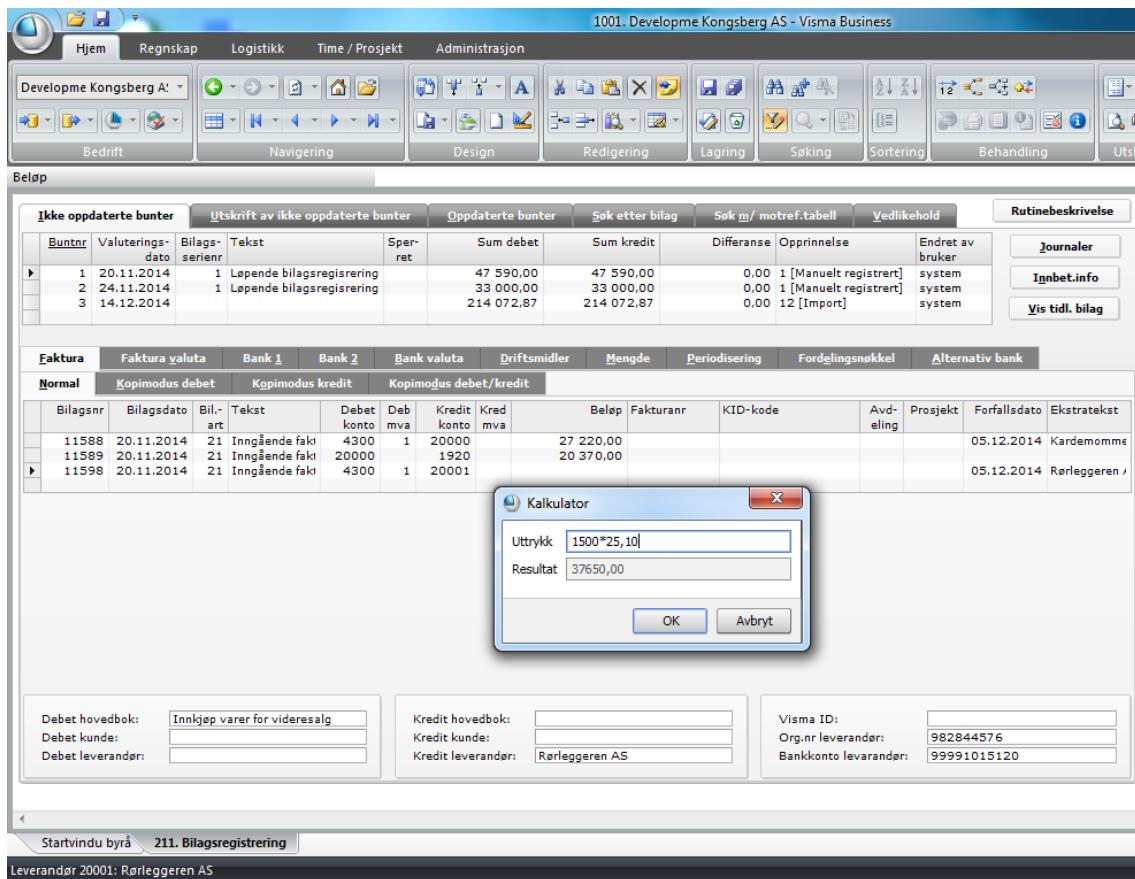 1001. Developme Kongsberg AS - Visma Business
Hjem Regnskap Logistikk Time / Prosjekt Administrasjon
Developme Kongsberg A:
Bedrift Navigering Design Redigering Lagring Søking Sortering Behandling Uts
Beløp
Ikke oppdaterte bunter Utskrift av ikke oppdaterte bunter Oppdaterte bunter Søk etter bilag Søk m/ motref.tabell Vedlikehold Rutinebeskrivelse
Buntnr Valuterings- Bilags- Tekst Sper- Sum debet Sum kredit Differanse Opprinnelse Endret av
dato serienr ret bruker
Journaler
1 20.11.2014 1 Løpende bilagsregisrering 47 590,00 47 590,00 0,00 1 [Manuelt registrert] system
2 24.11.2014 1 Løpende bilagsregisrering 33 000,00 33 000,00 0,00 1 [Manuelt registrert] system
Innbet.info
3 14.12.2014 214 072,87 214 072,87 0,00 12 [Import] system
Vis tidl. bilag
Faktura Faktura valuta Bank 1 Bank 2 Bank valuta Driftsmidler Mengde Periodisering Fordelingsnøkkel Alternativ bank
Normal Kopimodus debet Kopimodus kredit Kopimodus debet/kredit
Bilagsnr Bilagsdato Bil.- Tekst Debet Deb Kredit Kred Beløp Fakturanr KID-kode Avd- Prosjekt Forfallsdato Ekstratekst
art konto mva konto mva eling
11588 20.11.2014 21 Inngående fakt 4300 1 20000 27 220,00 05.12.2014 Kardemomme
11589 20.11.2014 21 Inngående fakt 20000 1920 20 370,00
11598 20.11.2014 21 Inngående fakt 4300 1 20001 05.12.2014 Rørleggeren A
Kalkulator
Uttrykk 1500*25,10
Resultat 37650,00
OK Avbryt
Debet hovedbok: Innkjøp varer for videresalg Kredit hovedbok: Visma ID:
Debet kunde: Kredit kunde: Org.nr leverandør: 982844576
Debet leverandør: Kredit leverandør: Rørleggeren AS Bankkonto levarandør: 99991015120
Startvindu byrå 211. Bilagsregistrering
Leverandør 20001: Rørleggeren AS